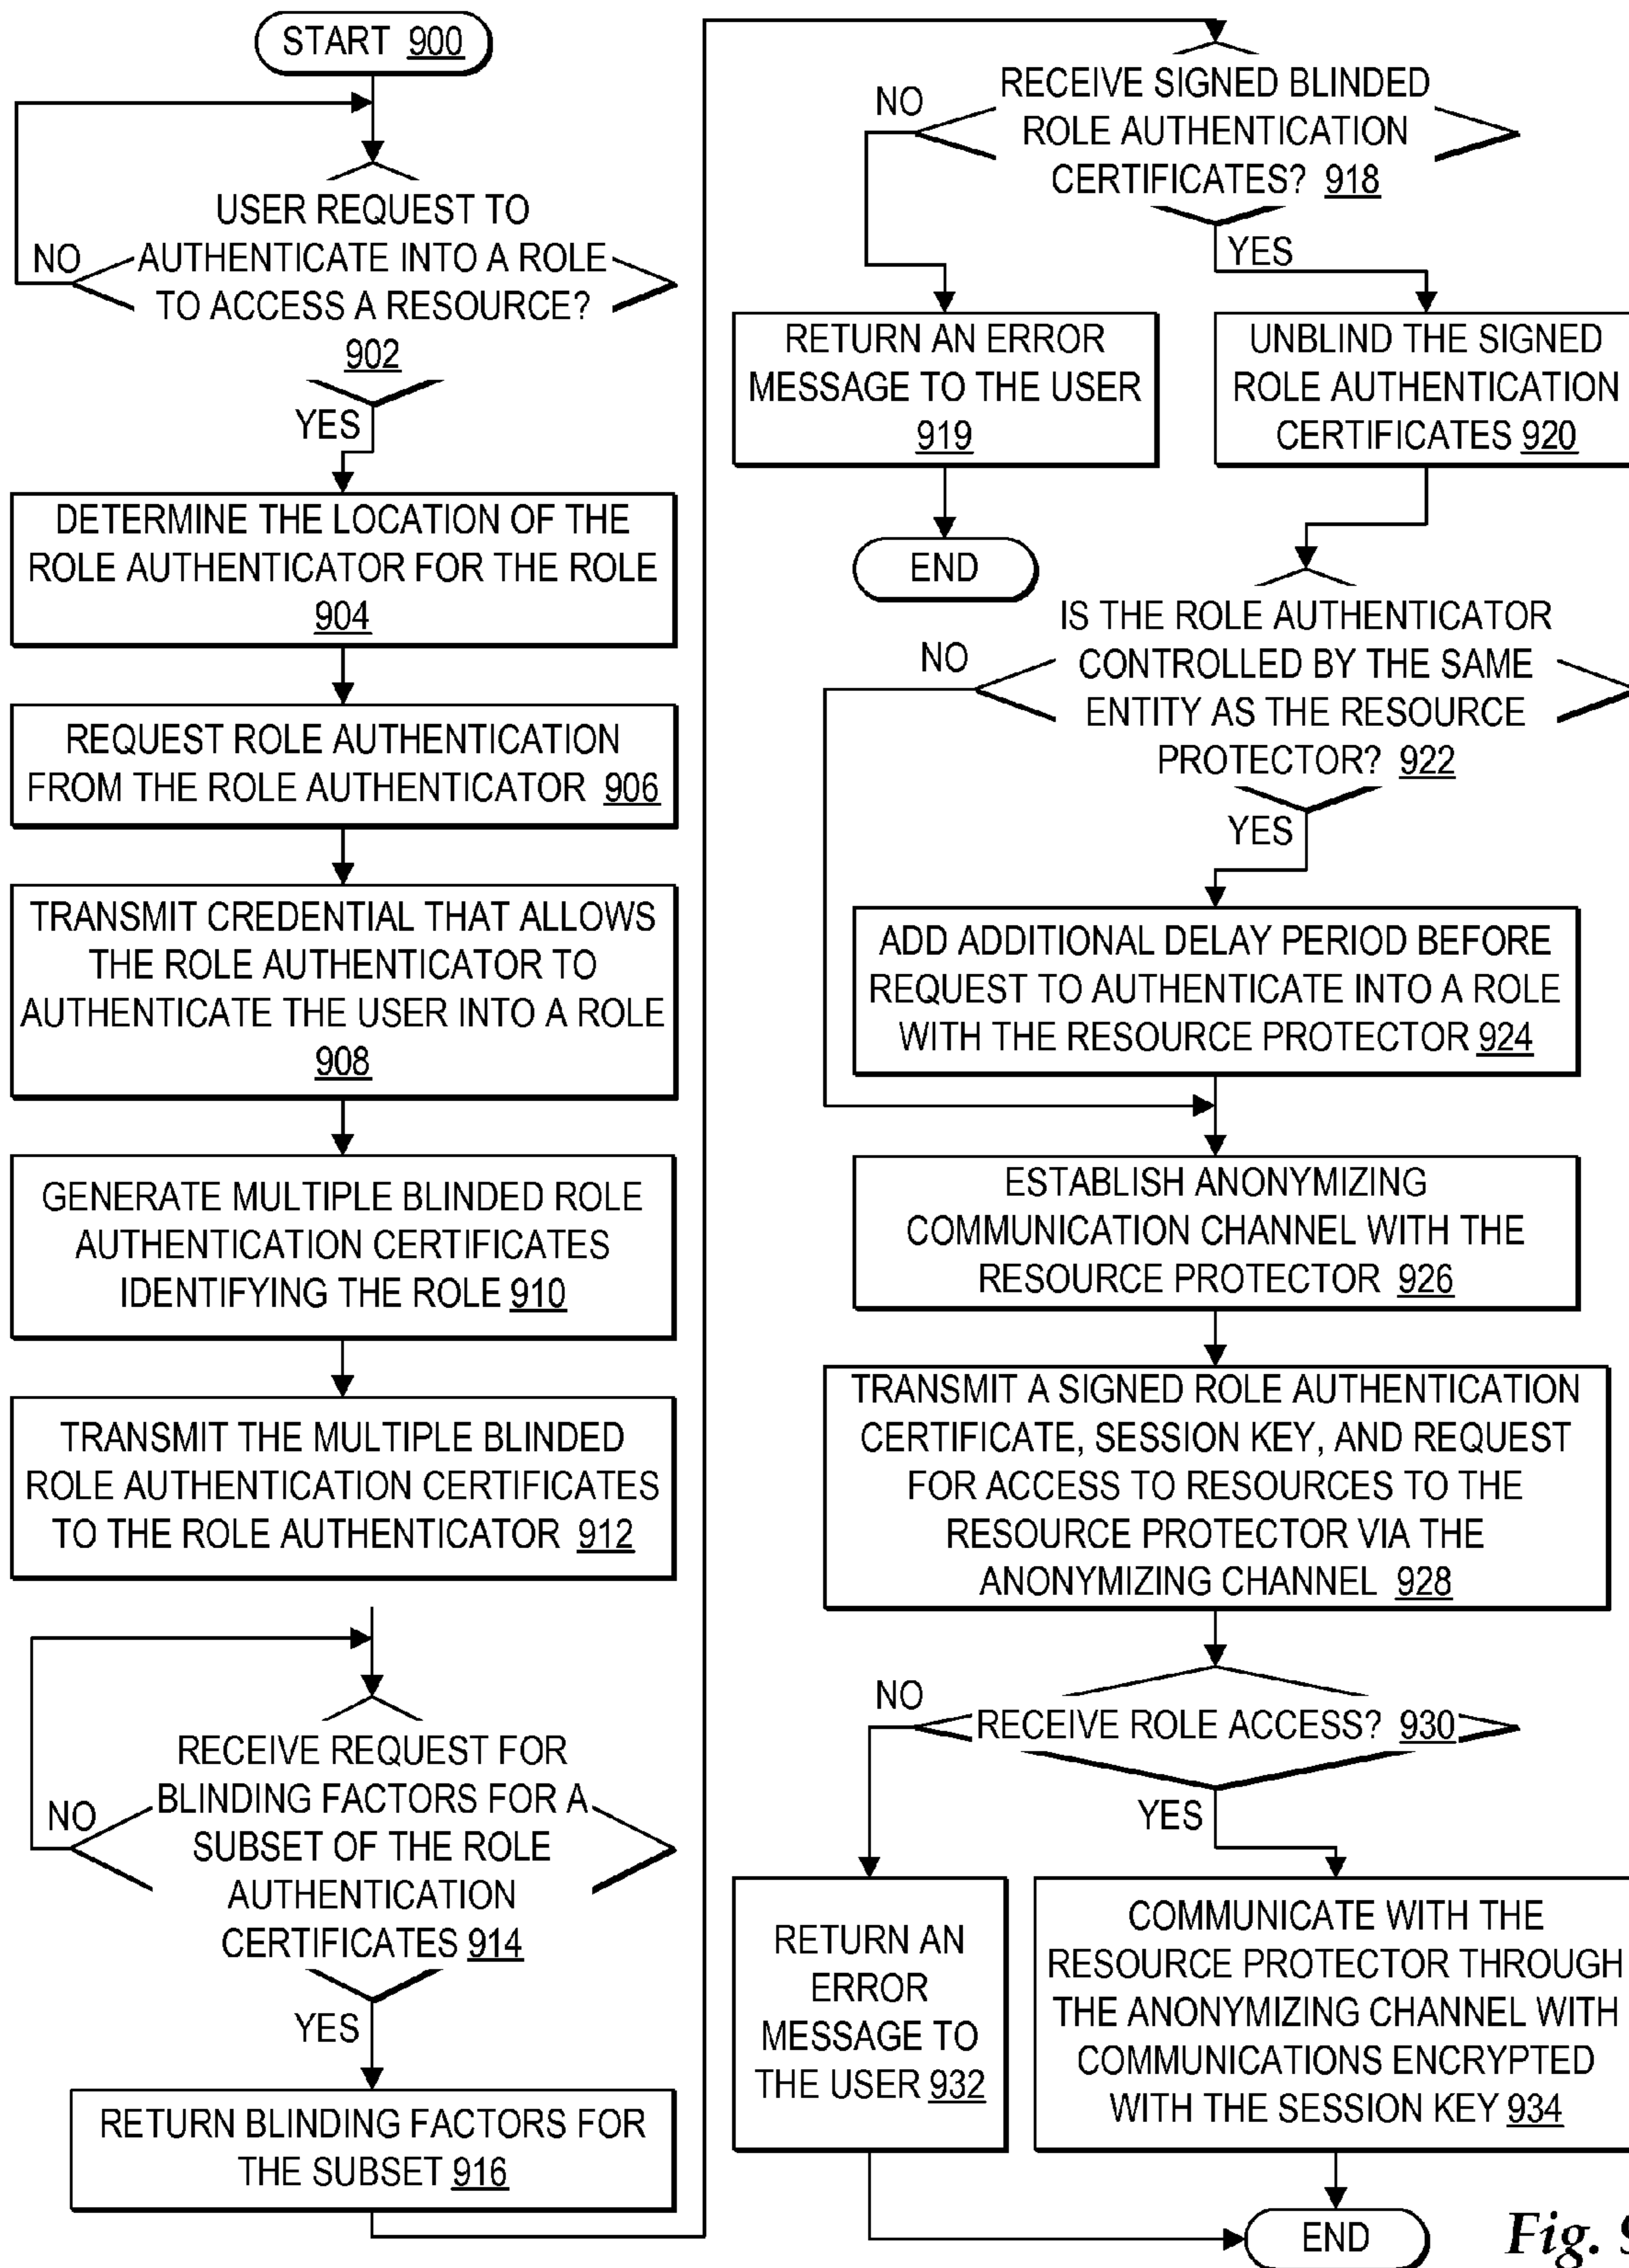 START 900
USER REQUEST TO
AUTHENTICATE INTO A ROLE
TO ACCESS A RESOURCE?
902
NO
YES
DETERMINE THE LOCATION OF THE
ROLE AUTHENTICATOR FOR THE ROLE
904
REQUEST ROLE AUTHENTICATION
FROM THE ROLE AUTHENTICATOR 906
TRANSMIT CREDENTIAL THAT ALLOWS
THE ROLE AUTHENTICATOR TO
AUTHENTICATE THE USER INTO A ROLE
908
GENERATE MULTIPLE BLINDED ROLE
AUTHENTICATION CERTIFICATES
IDENTIFYING THE ROLE 910
TRANSMIT THE MULTIPLE BLINDED
ROLE AUTHENTICATION CERTIFICATES
TO THE ROLE AUTHENTICATOR 912
RECEIVE REQUEST FOR
BLINDING FACTORS FOR A
SUBSET OF THE ROLE
AUTHENTICATION
CERTIFICATES 914
NO
YES
RETURN BLINDING FACTORS FOR
THE SUBSET 916
RECEIVE SIGNED BLINDED
ROLE AUTHENTICATION
CERTIFICATES? 918
NO
YES
RETURN AN ERROR
MESSAGE TO THE USER
919
END
UNBLIND THE SIGNED
ROLE AUTHENTICATION
CERTIFICATES 920
IS THE ROLE AUTHENTICATOR
CONTROLLED BY THE SAME
ENTITY AS THE RESOURCE
PROTECTOR? 922
NO
YES
ADD ADDITIONAL DELAY PERIOD BEFORE
REQUEST TO AUTHENTICATE INTO A ROLE
WITH THE RESOURCE PROTECTOR 924
ESTABLISH ANONYMIZING
COMMUNICATION CHANNEL WITH THE
RESOURCE PROTECTOR 926
TRANSMIT A SIGNED ROLE AUTHENTICATION
CERTIFICATE, SESSION KEY, AND REQUEST
FOR ACCESS TO RESOURCES TO THE
RESOURCE PROTECTOR VIA THE
ANONYMIZING CHANNEL 928
RECEIVE ROLE ACCESS? 930
NO
YES
RETURN AN
ERROR
MESSAGE TO
THE USER 932
COMMUNICATE WITH THE
RESOURCE PROTECTOR THROUGH
THE ANONYMIZING CHANNEL WITH
COMMUNICATIONS ENCRYPTED
WITH THE SESSION KEY 934
END
Fig. 9